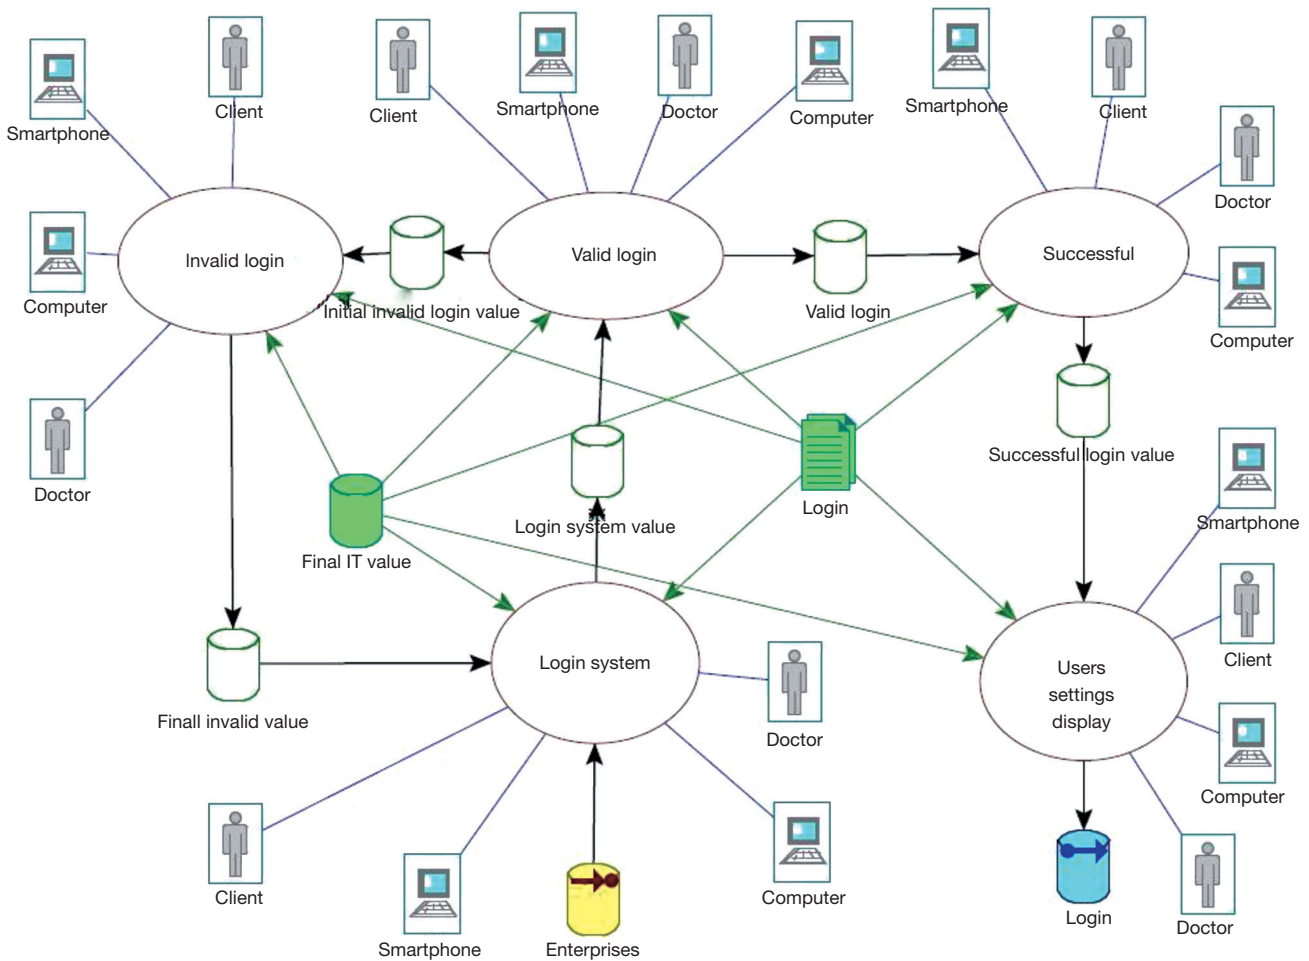 Smartphone
Client
Client
Smartphone
Doctor
Computer
Smartphone
Client
Doctor
Computer
Invalid login
Valid login
Successful
Computer
Initial invalid login value
Valid login
Computer
Doctor
Successful login value
Smartphone
Final IT value
Login system value
Login
Client
Finall invalid value
Login system
Doctor
Users
settings
display
Computer
Client
Smartphone
Enterprises
Computer
Login
Doctor